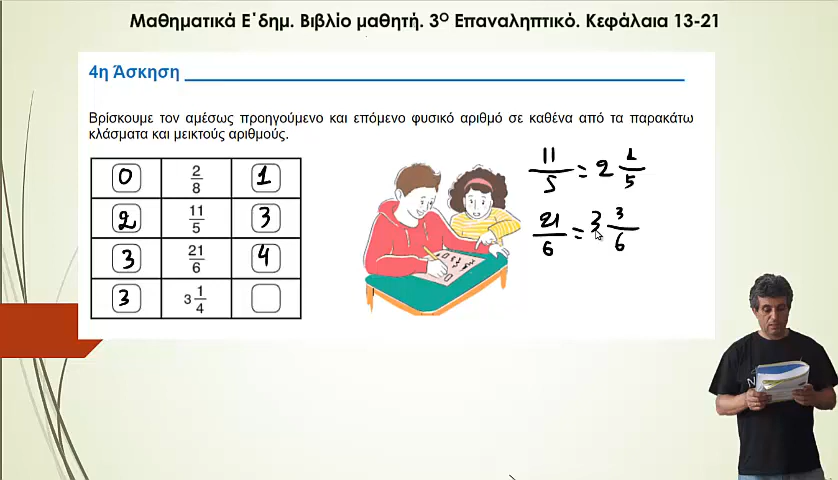 Μαθηματικά Ε΄δημ. Βιβλίο μαθητή. 3ο Επαναληπτικό. Κεφάλαια 13-21
4η Άσκηση
Βρίσκουμε τον αμέσως προηγούμενο και επόμενο φυσικό αριθμό σε καθένα από τα παρακάτω
κλάσματα και μεικτούς αριθμούς.
0 2/8 1
2 11/5 3
3 21/6 4
3 3 1/4
11/5 = 2 1/5
21/6 = 3 3/6